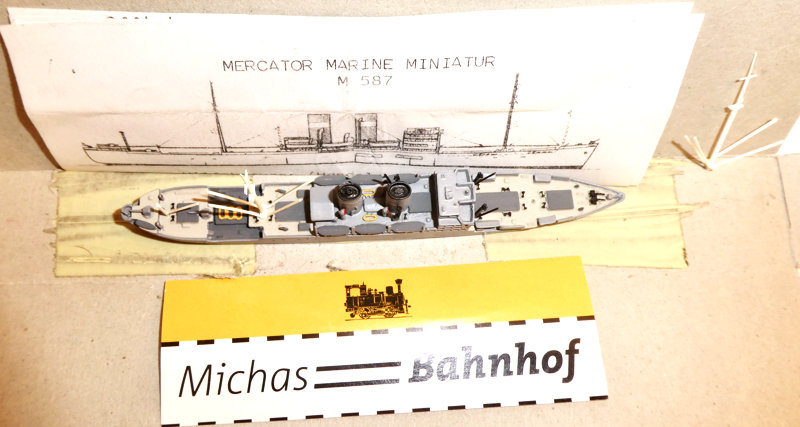 MERCATOR MARINE MINIATUR
M 587
Michas Bahnhof